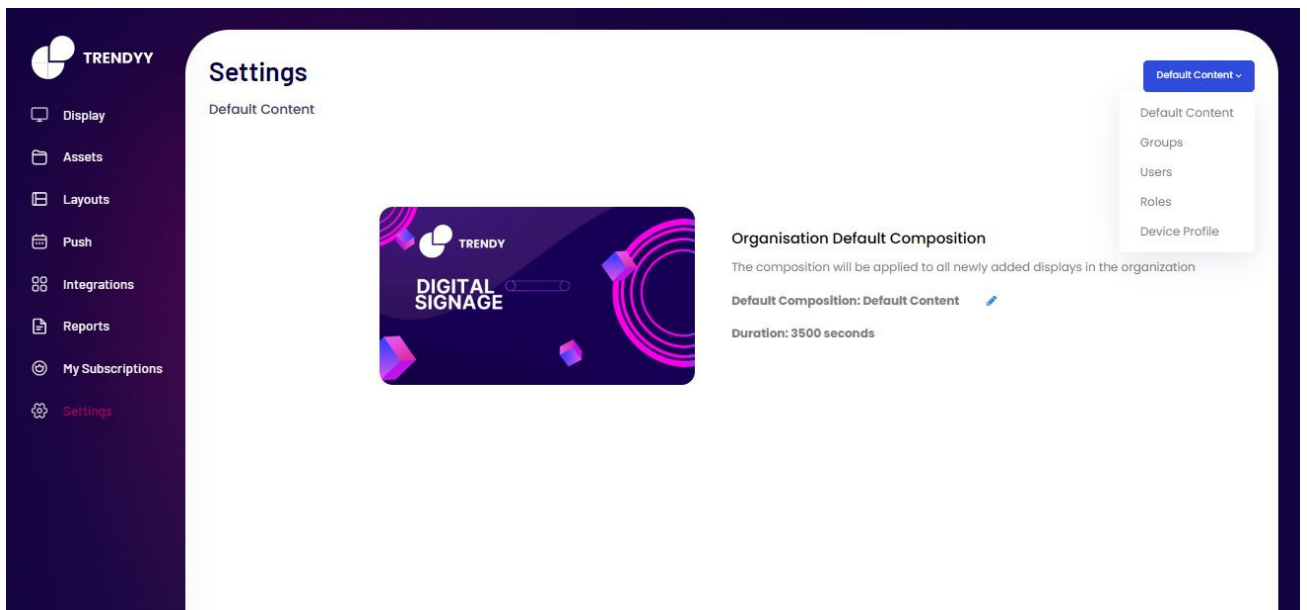 TRENDYY
Display
Assets
Layouts
Push
Integrations
Reports
My Subscriptions
Settings
Settings
Default Content
Default Content
Default Content
Groups
Users
Roles
Device Profile
TRENDY
DIGITAL
SIGNAGE
Organisation Default Composition
The composition will be applied to all newly added displays in the organization
Default Composition: Default Content
Duration: 3500 seconds